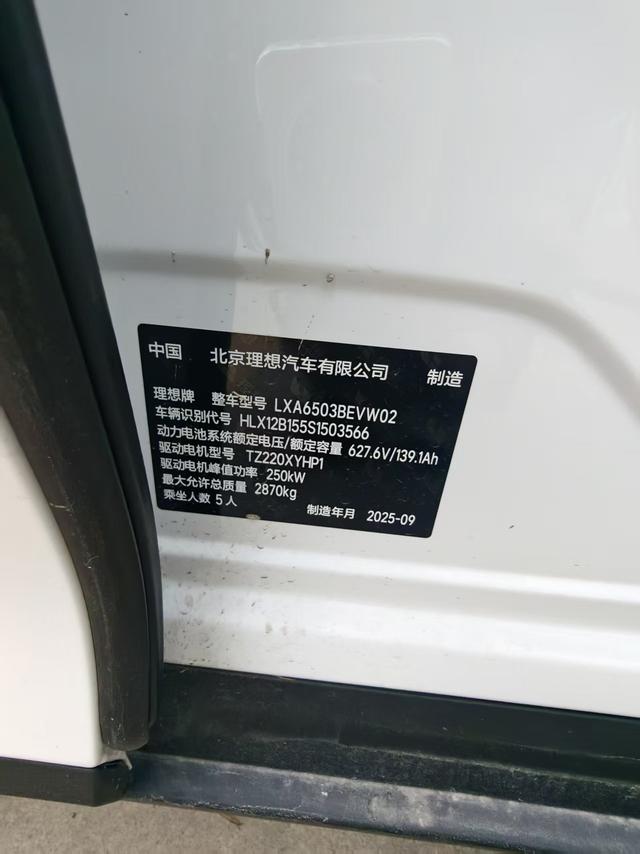 中国 北京理想汽车有限公司 制造
理想牌 整车型号 LXA6503BEVW02
车辆识别代号 HLX12B155S1503566
动力电池系统额定电压/额定容量 627.6V/139.1Ah
驱动电机型号 TZ220XYHP1
驱动电机峰值功率 250kW
最大允许总质量 2870kg
乘坐人数 5人 制造年月 2025-09